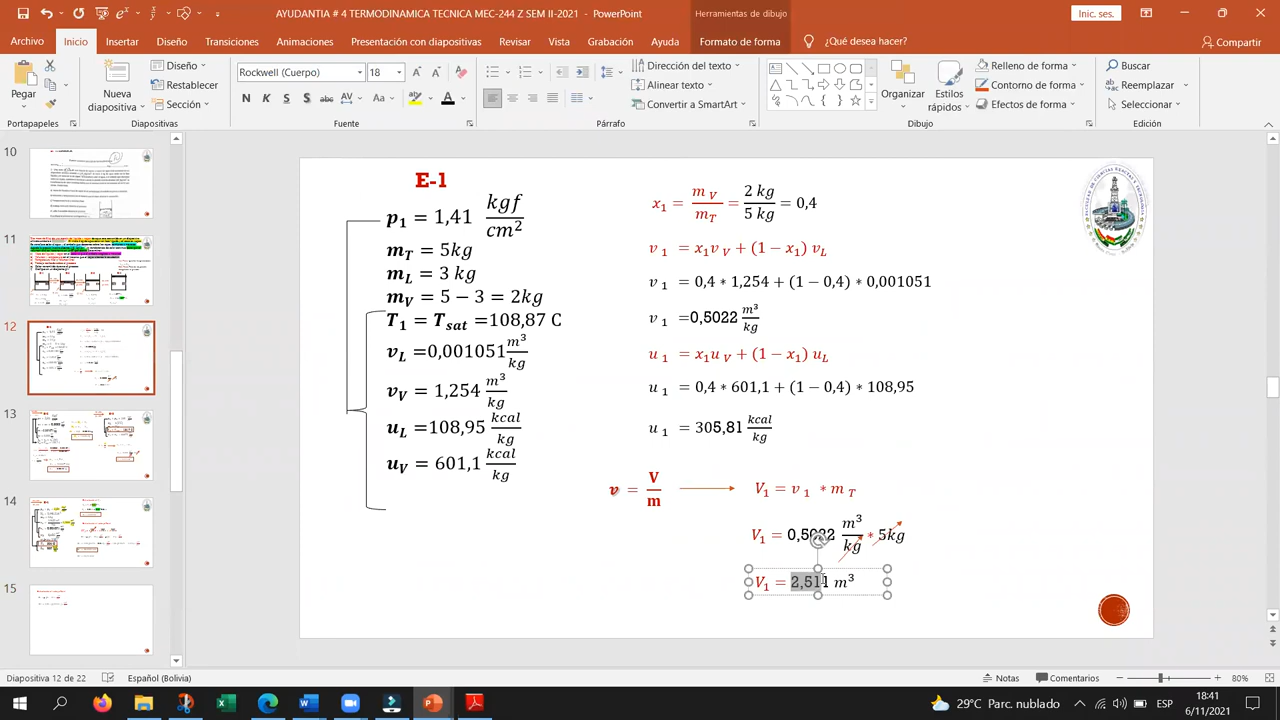 AYUDANTIA # 4 TERMODINAMICA TECNICA MEC-244 Z SEM II-2021 - PowerPoint
Herramientas de dibujo
Inic. ses.
Archivo Inicio Insertar Diseño Transiciones Animaciones Presentación con diapositivas Revisar Vista Grabación Ayuda Formato de forma ¿Qué desea hacer? Compartir
Pegar
Portapapeles
Nueva diapositiva
Diseño
Restablecer
Sección
Diapositivas
Rockwell (Cuerpo) 18
N K S S abc AV Aa A
Fuente
Párrafo
Dirección del texto
Alinear texto
Convertir a SmartArt
Organizar
Estilos rápidos
Relleno de forma
Contorno de forma
Efectos de forma
Dibujo
Buscar
Reemplazar
Seleccionar
Edición
10
12
13
14
15
E-1
p₁ = 1,41 kgf/cm²
m_T = 5kg
m_L = 3 kg
m_V = 5 − 3 = 2kg
T₁ = T_sat =108,87 C
v_L =0,001051 m³/kg
v_V = 1,254 m³/kg
u_L =108,95 kcal/kg
u_V = 601,1 kcal/kg
x₁ = m_V/m_T = 2 kg/5 kg = 0,4
v₁ = x₁v_V + (1 − x₁) v_L
v₁ = 0,4 * 1,254 + (1 − 0,4) * 0,001051
v₁ =0,5022 m³/kg
u₁ = x₁u_V + (1 − x₁) u_L
u₁ = 0,4 * 601,1 + (1 − 0,4) * 108,95
u₁ = 305,81 kcal/kg
v = V/m
V₁ = v₁ * m_T
V₁ = 0,5022 m³/kg * 5kg
V₁ = 2,511 m³
Diapositiva 12 de 22 Español (Bolivia) Notas Comentarios 80%
29°C Parc. nublado ESP 18:41
6/11/2021